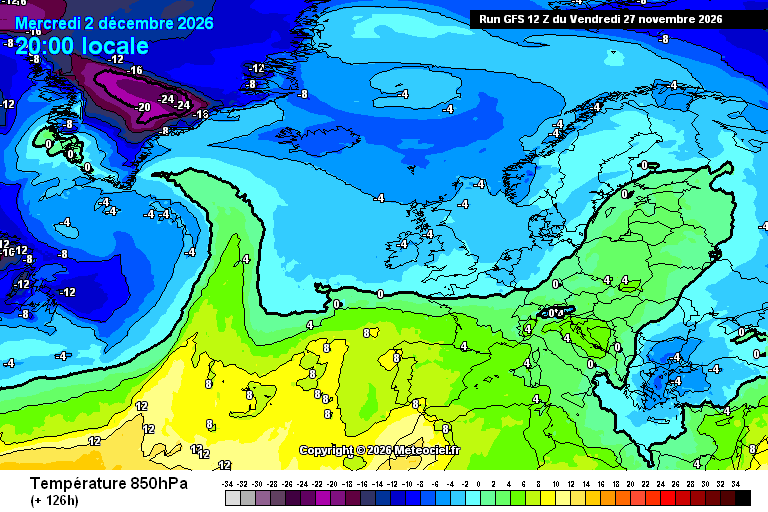 Mercredi 2 décembre 2026
20:00 locale
Run GFS 12 Z du Vendredi 27 novembre 2026
Copyright © 2026 Meteociel.fr
Température 850hPa
(+ 126h)
-34 -32 -30 -28 -26 -24 -22 -20 -18 -16 -14 -12 -10 -8 -6 -4 -2 0 2 4 6 8 10 12 14 16 18 20 22 24 26 28 30 32 34